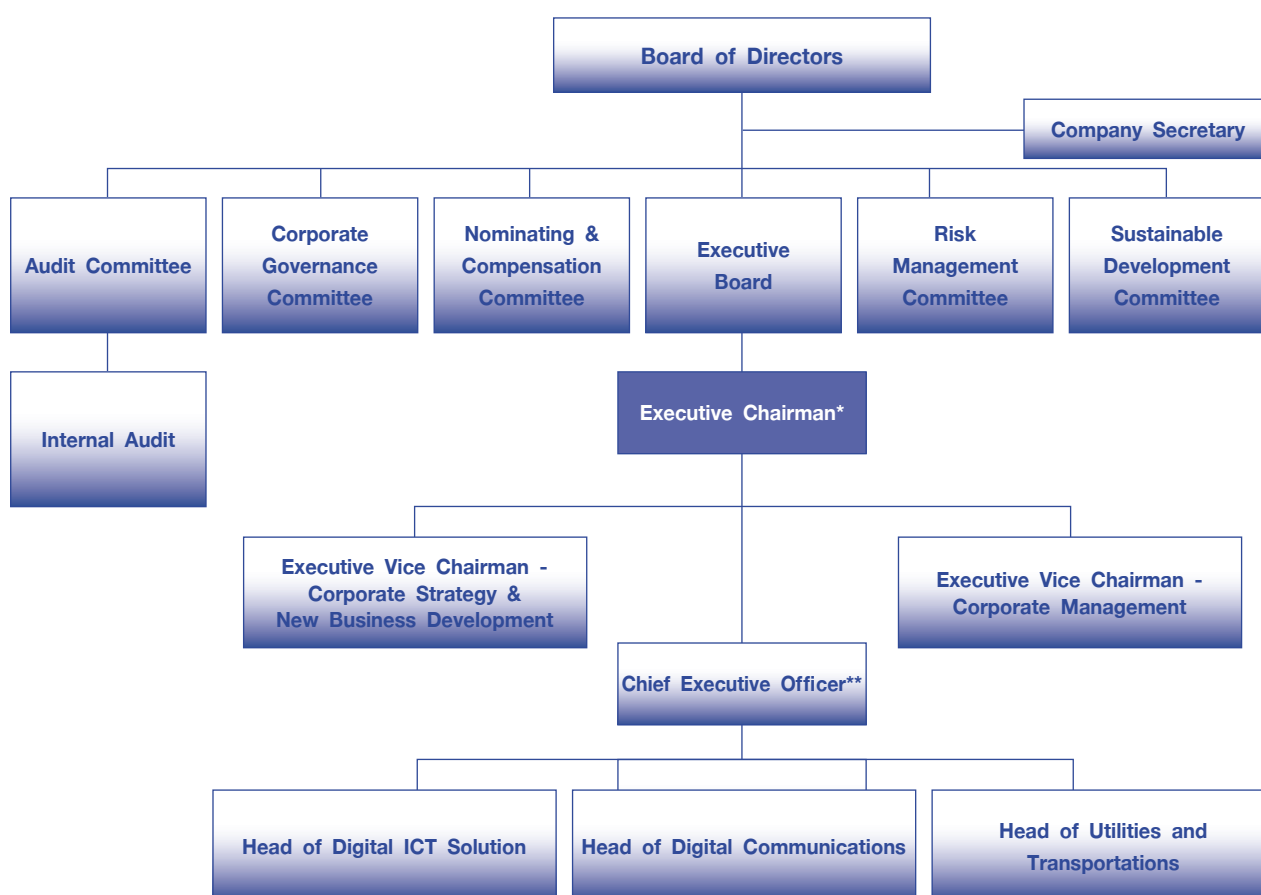 Board of Directors
Company Secretary
Audit Committee
Corporate
Governance
Committee
Nominating &
Compensation
Committee
Executive
Board
Risk
Management
Committee
Sustainable
Development
Committee
Internal Audit
Executive Chairman*
Executive Vice Chairman -
Corporate Strategy &
New Business Development
Executive Vice Chairman -
Corporate Management
Chief Executive Officer**
Head of Digital ICT Solution
Head of Digital Communications
Head of Utilities and
Transportations